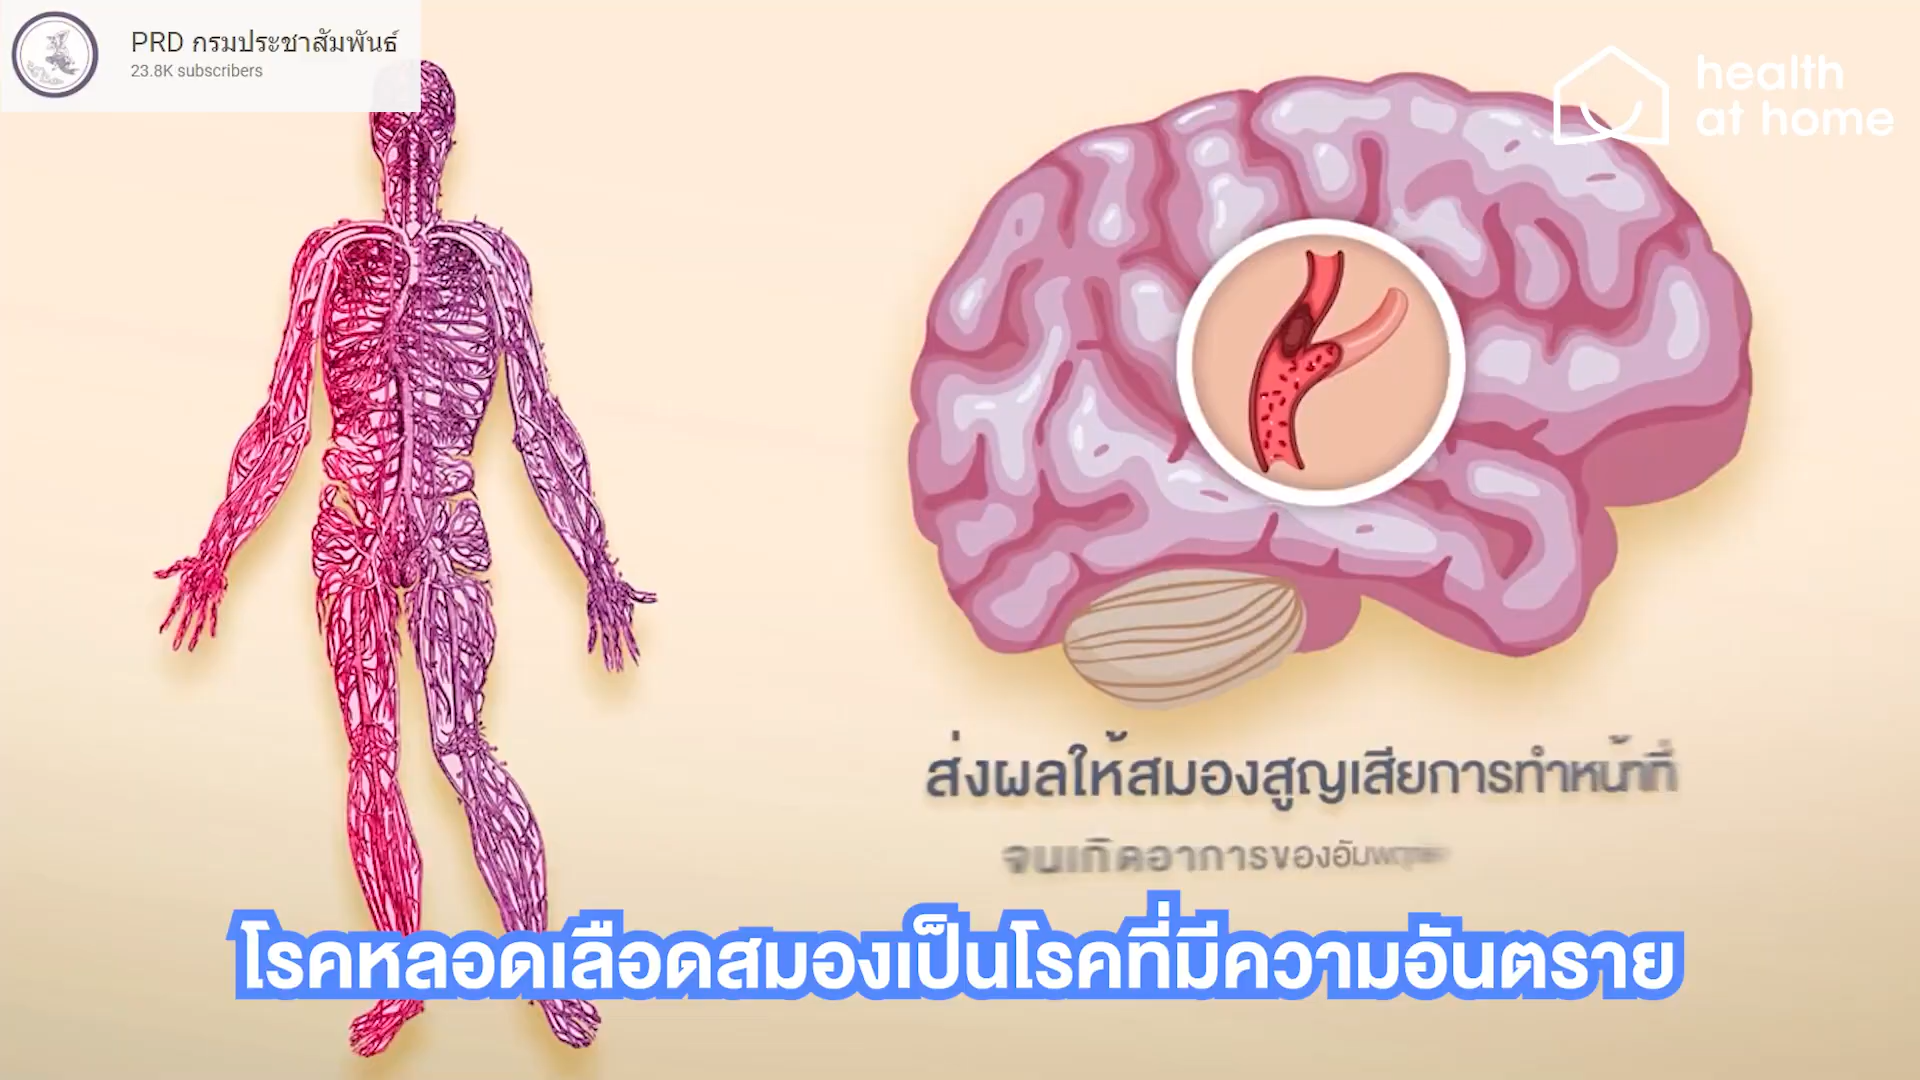 PRD กรมประชาสัมพันธ์
23.8K subscribers
health
at home
ส่งผลให้สมองสูญเสียการทำหน้าที่
จนเกิดอาการของ
โรคหลอดเลือดสมองเป็นโรคที่มีความอันตราย